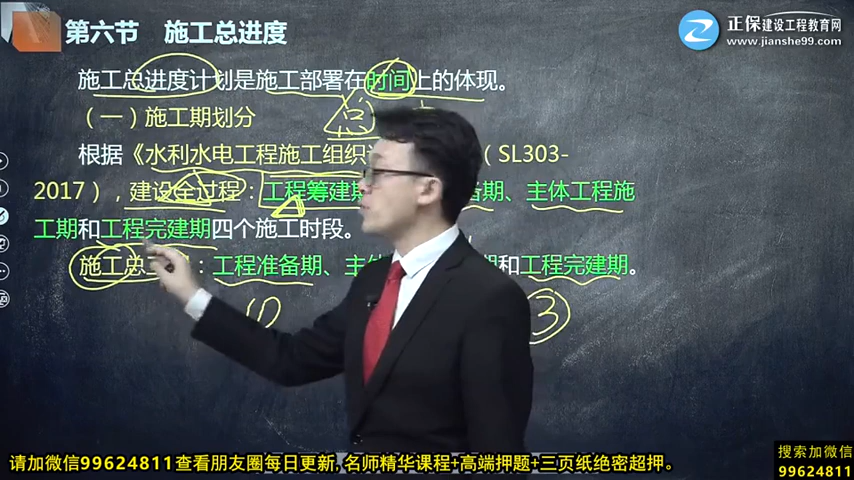 第六节 施工总进度
正保建设工程教育网
www.jianshe99.com
施工总进度计划是施工部署在时间上的体现。
（一）施工期划分
根据《水利水电工程施工组织 （SL303-
2017），建设全过程：工程筹建期 备期、主体工程施
工期和工程完建期四个施工时段。
施工总工 ：工程准备期、主体 期和工程完建期。
① ③
请加微信99624811查看朋友圈每日更新,名师精华课程+高端押题+三页纸绝密超押。
搜索加微信
99624811